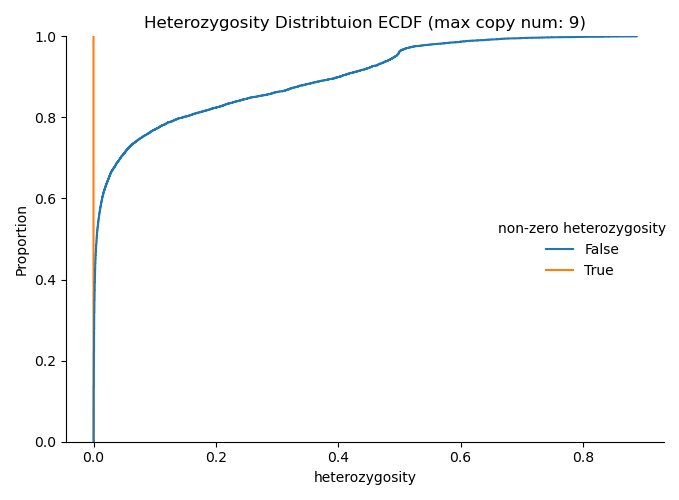 Heterozygosity Distribtuion ECDF (max copy num: 9)
1.0
0.8
0.6
0.4
0.2
0.0
Proportion
non-zero heterozygosity
False
True
0.0 0.2 0.4 0.6 0.8
heterozygosity